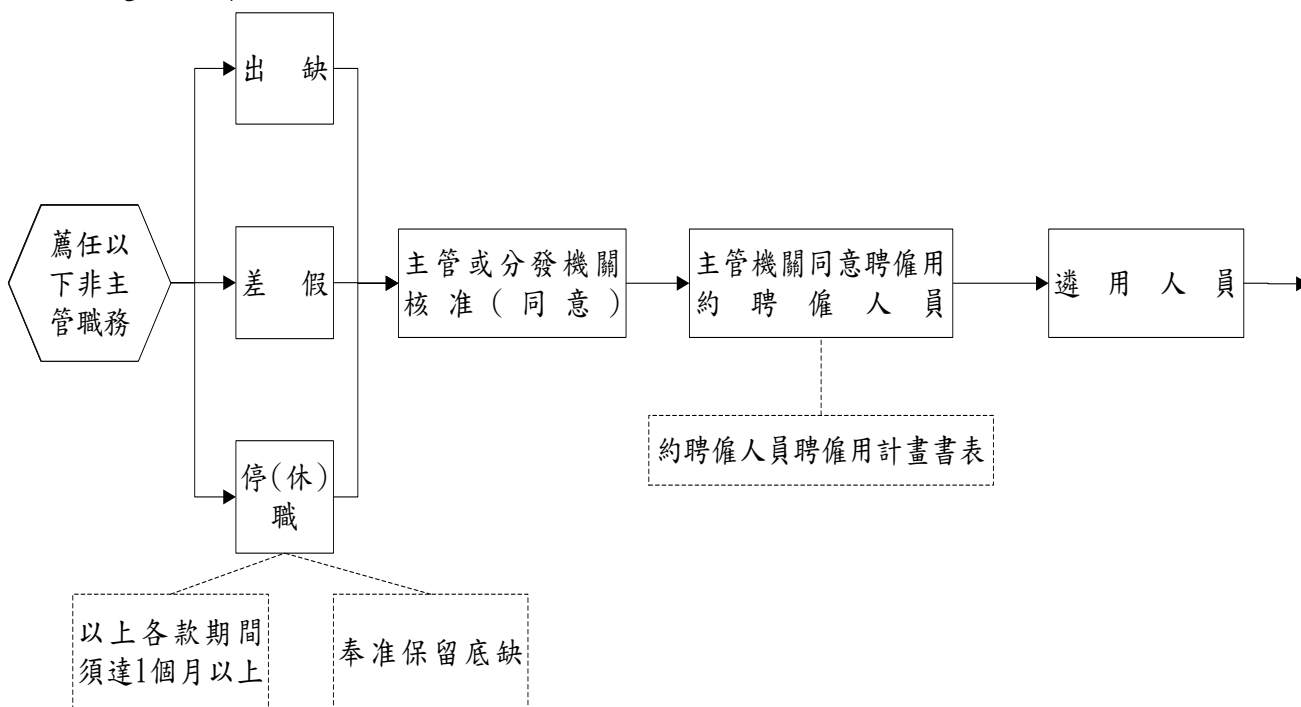 出缺
薦任以
下非主
管職務
差假
主管或分發機關
核准(同意)
主管機關同意聘僱用
約聘僱人員
遴用人員
約聘僱人員聘僱用計畫書表
停(休)
職
以上各款期間
須達1個月以上
奉准保留底缺